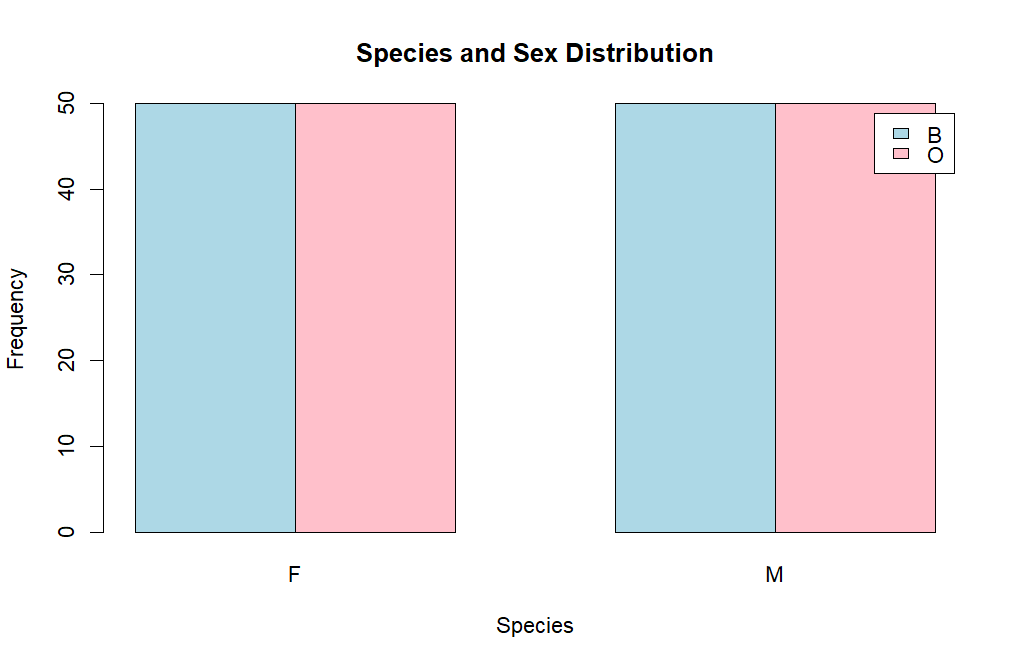 Species and Sex Distribution
50
40
30
20
10
0
Frequency
B
O
F
M
Species